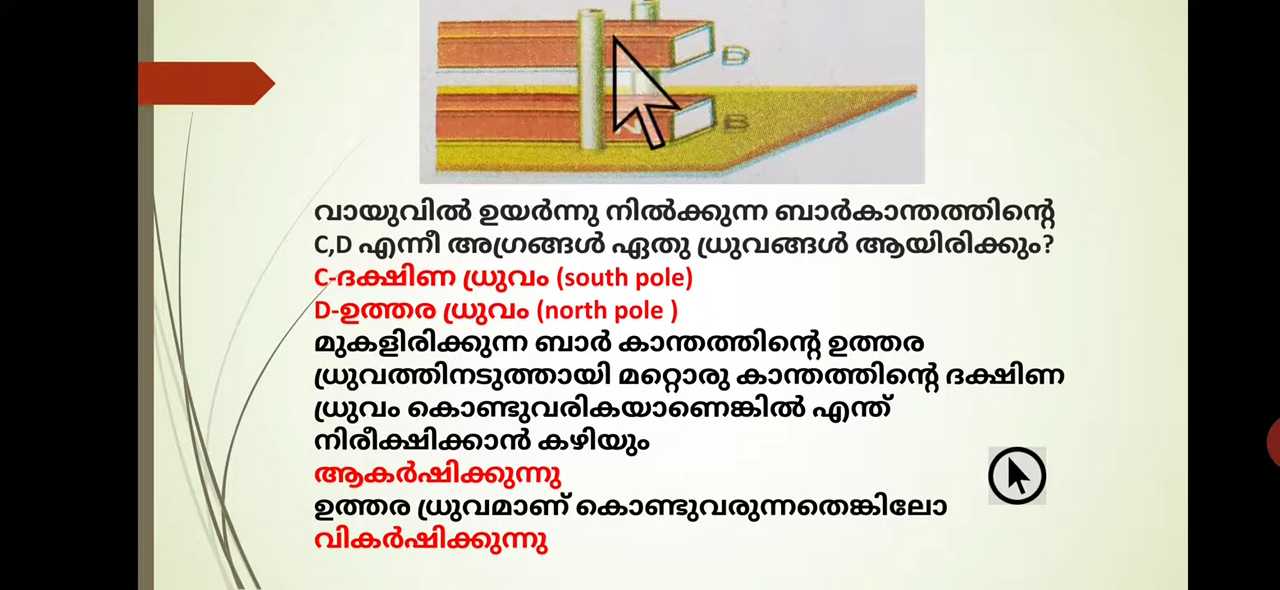 D
N B
വായുവിൽ ഉയർന്നു നിൽക്കുന്ന ബാർകാന്തത്തിന്റെ
C,D എന്നീ അഗ്രങ്ങൾ ഏതു ധ്രുവങ്ങൾ ആയിരിക്കും?
C-ദക്ഷിണ ധ്രുവം (south pole)
D-ഉത്തര ധ്രുവം (north pole )
മുകളിരിക്കുന്ന ബാർ കാന്തത്തിന്റെ ഉത്തര
ധ്രുവത്തിനടുത്തായി മറ്റൊരു കാന്തത്തിന്റെ ദക്ഷിണ
ധ്രുവം കൊണ്ടുവരികയാണെങ്കിൽ എന്ത്
നിരീക്ഷിക്കാൻ കഴിയും
ആകർഷിക്കുന്നു
ഉത്തര ധ്രുവമാണ് കൊണ്ടുവരുന്നതെങ്കിലോ
വികർഷിക്കുന്നു